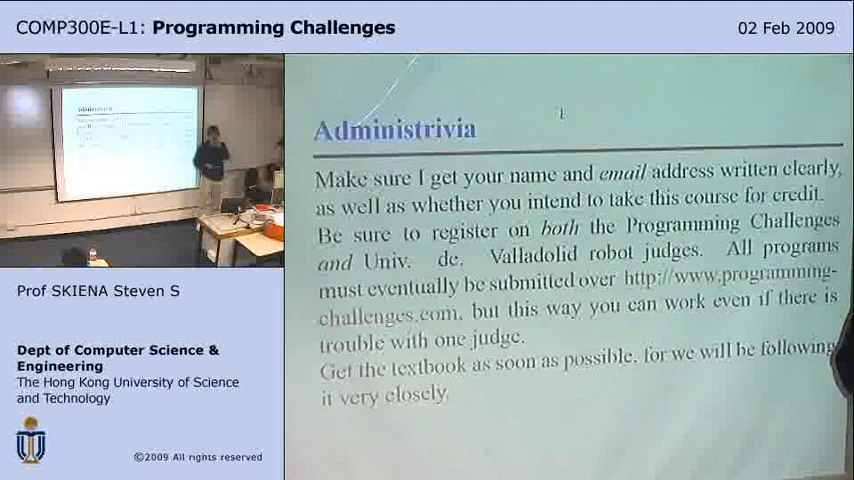 COMP300E-L1: Programming Challenges
02 Feb 2009
Administrivia
Make sure I get your name and email address written clearly,
as well as whether you intend to take this course for credit.
Be sure to register on both the Programming Challenges
and Univ. de. Valladolid robot judges. All programs
must eventually be submitted over http://www.programming-
challenges.com, but this way you can work even if there is
trouble with one judge.
Get the textbook as soon as possible, for we will be following
it very closely.
Prof SKIENA Steven S
Dept of Computer Science &
Engineering
The Hong Kong University of Science
and Technology
©2009 All rights reserved